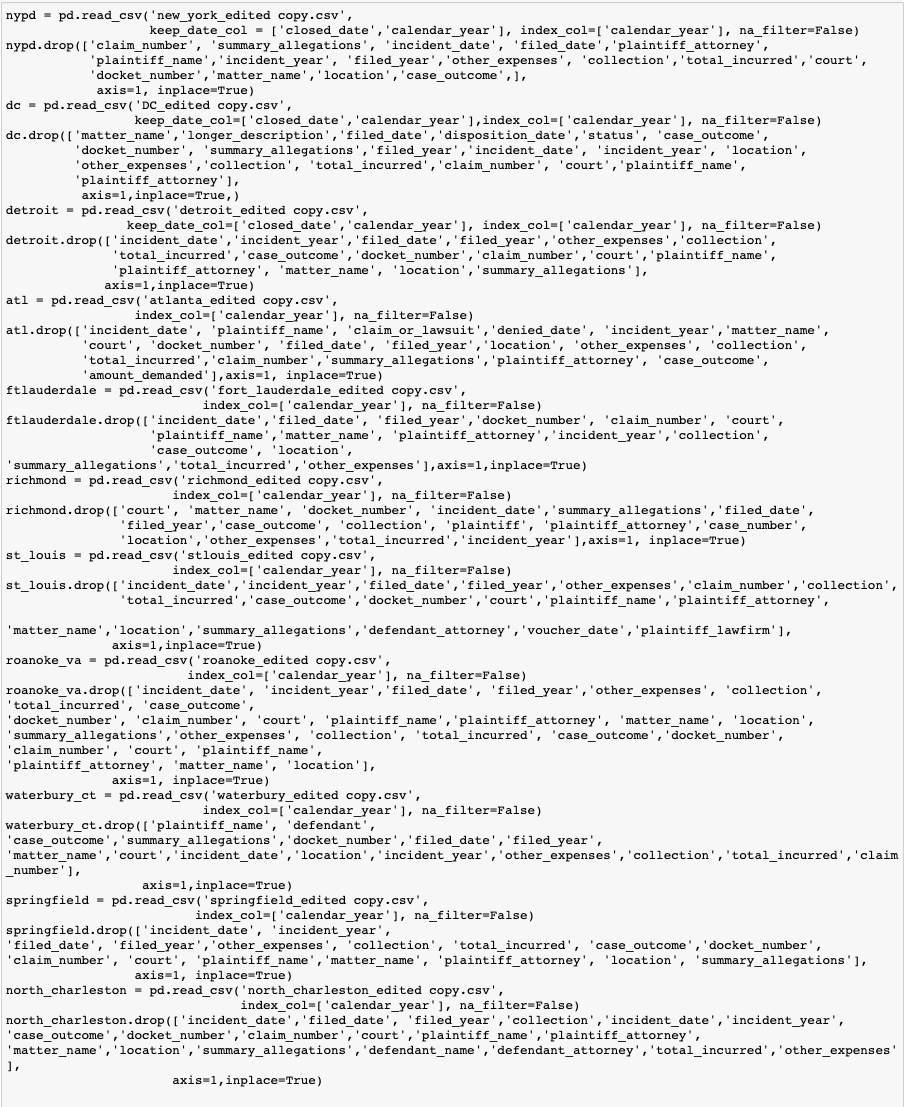 nypd = pd.read_csv('new_york_edited copy.csv',
                   keep_date_col = ['closed_date','calendar_year'], index_col=['calendar_year'], na_filter=False)
nypd.drop(['claim_number', 'summary_allegations', 'incident_date', 'filed_date','plaintiff_attorney',
           'plaintiff_name','incident_year', 'filed_year','other_expenses', 'collection','total_incurred','court',
           'docket_number','matter_name','location','case_outcome',],
            axis=1, inplace=True)
dc = pd.read_csv('DC_edited copy.csv',
                 keep_date_col=['closed_date','calendar_year'],index_col=['calendar_year'], na_filter=False)
dc.drop(['matter_name','longer_description','filed_date','disposition_date','status', 'case_outcome',
         'docket_number', 'summary_allegations','filed_year','incident_date', 'incident_year', 'location',
         'other_expenses','collection', 'total_incurred','claim_number', 'court','plaintiff_name',
         'plaintiff_attorney'],
          axis=1,inplace=True,)
detroit = pd.read_csv('detroit_edited copy.csv',
                keep_date_col=['closed_date','calendar_year'], index_col=['calendar_year'], na_filter=False)
detroit.drop(['incident_date','incident_year','filed_date','filed_year','other_expenses','collection',
              'total_incurred','case_outcome','docket_number','claim_number','court','plaintiff_name',
              'plaintiff_attorney', 'matter_name', 'location','summary_allegations'],
             axis=1,inplace=True)
atl = pd.read_csv('atlanta_edited copy.csv',
                 index_col=['calendar_year'], na_filter=False)
atl.drop(['incident_date', 'plaintiff_name', 'claim_or_lawsuit','denied_date', 'incident_year','matter_name',
          'court', 'docket_number', 'filed_date', 'filed_year','location', 'other_expenses', 'collection',
          'total_incurred','claim_number','summary_allegations','plaintiff_attorney', 'case_outcome',
          'amount_demanded'],axis=1, inplace=True)
ftlauderdale = pd.read_csv('fort_lauderdale_edited copy.csv',
                          index_col=['calendar_year'], na_filter=False)
ftlauderdale.drop(['incident_date','filed_date', 'filed_year','docket_number', 'claim_number', 'court',
                   'plaintiff_name','matter_name', 'plaintiff_attorney','incident_year','collection',
                   'case_outcome', 'location',
'summary_allegations','total_incurred','other_expenses'],axis=1,inplace=True)
richmond = pd.read_csv('richmond_edited copy.csv',
                      index_col=['calendar_year'], na_filter=False)
richmond.drop(['court', 'matter_name', 'docket_number', 'incident_date','summary_allegations','filed_date',
               'filed_year','case_outcome', 'collection', 'plaintiff', 'plaintiff_attorney','case_number',
               'location','other_expenses','total_incurred','incident_year'],axis=1, inplace=True)
st_louis = pd.read_csv('stlouis_edited copy.csv',
                      index_col=['calendar_year'], na_filter=False)
st_louis.drop(['incident_date','incident_year','filed_date','filed_year','other_expenses','claim_number','collection',
               'total_incurred','case_outcome','docket_number','court','plaintiff_name','plaintiff_attorney',

'matter_name','location','summary_allegations','defendant_attorney','voucher_date','plaintiff_lawfirm'],
              axis=1,inplace=True)
roanoke_va = pd.read_csv('roanoke_edited copy.csv',
                        index_col=['calendar_year'], na_filter=False)
roanoke_va.drop(['incident_date', 'incident_year','filed_date', 'filed_year','other_expenses', 'collection',
'total_incurred', 'case_outcome',
'docket_number', 'claim_number', 'court', 'plaintiff_name','plaintiff_attorney', 'matter_name', 'location',
'summary_allegations','other_expenses', 'collection', 'total_incurred', 'case_outcome','docket_number',
'claim_number', 'court', 'plaintiff_name',
'plaintiff_attorney', 'matter_name', 'location'],
              axis=1, inplace=True)
waterbury_ct = pd.read_csv('waterbury_edited copy.csv',
                          index_col=['calendar_year'], na_filter=False)
waterbury_ct.drop(['plaintiff_name', 'defendant',
'case_outcome','summary_allegations','docket_number','filed_date','filed_year',
'matter_name','court','incident_date','location','incident_year','other_expenses','collection','total_incurred','claim
_number'],
                  axis=1,inplace=True)
springfield = pd.read_csv('springfield_edited copy.csv',
                         index_col=['calendar_year'], na_filter=False)
springfield.drop(['incident_date', 'incident_year',
'filed_date', 'filed_year','other_expenses', 'collection', 'total_incurred', 'case_outcome','docket_number',
'claim_number', 'court', 'plaintiff_name','matter_name', 'plaintiff_attorney', 'location', 'summary_allegations'],
                 axis=1, inplace=True)
north_charleston = pd.read_csv('north_charleston_edited copy.csv',
                               index_col=['calendar_year'], na_filter=False)
north_charleston.drop(['incident_date','filed_date', 'filed_year','collection','incident_date','incident_year',
'case_outcome','docket_number','claim_number','court','plaintiff_name','plaintiff_attorney',
'matter_name','location','summary_allegations','defendant_name','defendant_attorney','total_incurred','other_expenses'
],
                      axis=1,inplace=True)